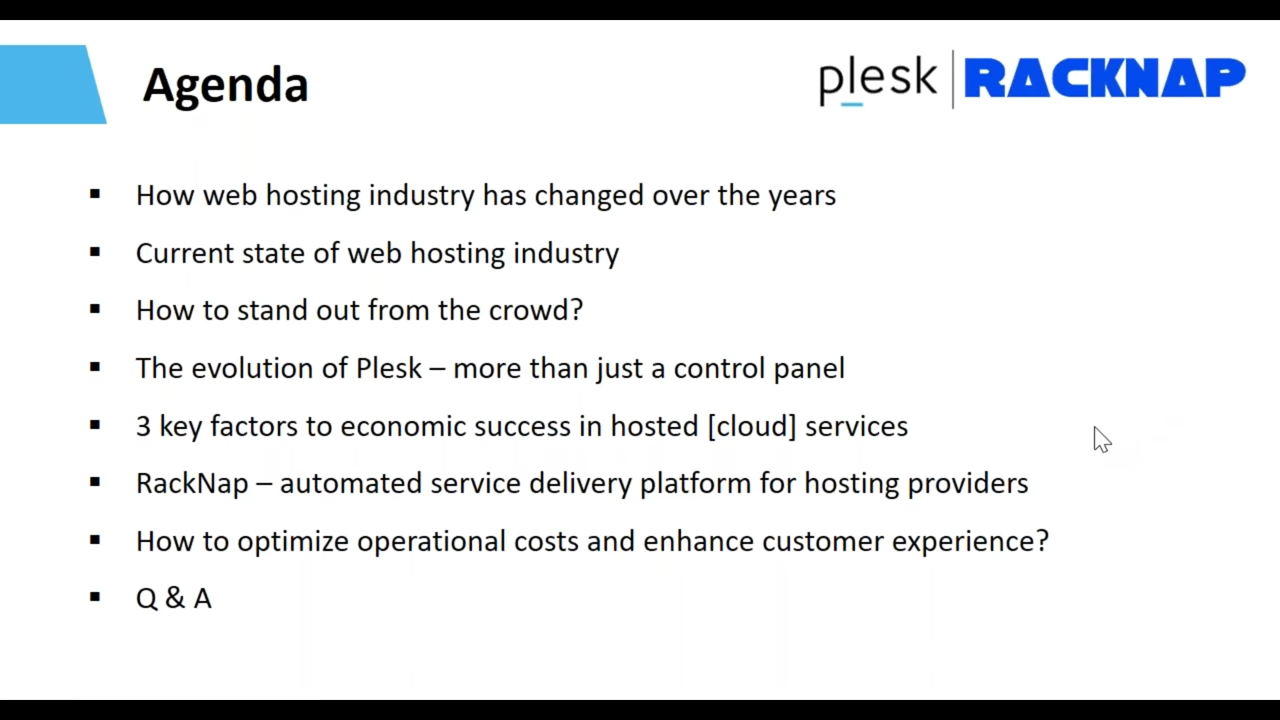 Agenda
plesk | RACKNAP
▪ How web hosting industry has changed over the years
▪ Current state of web hosting industry
▪ How to stand out from the crowd?
▪ The evolution of Plesk – more than just a control panel
▪ 3 key factors to economic success in hosted [cloud] services
▪ RackNap – automated service delivery platform for hosting providers
▪ How to optimize operational costs and enhance customer experience?
▪ Q & A